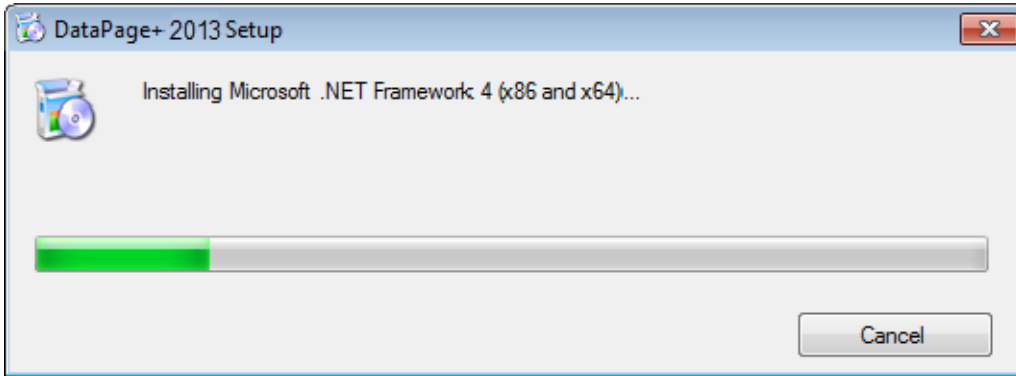 DataPage+ 2013 Setup
Installing Microsoft .NET Framework 4 (x86 and x64)...
Cancel